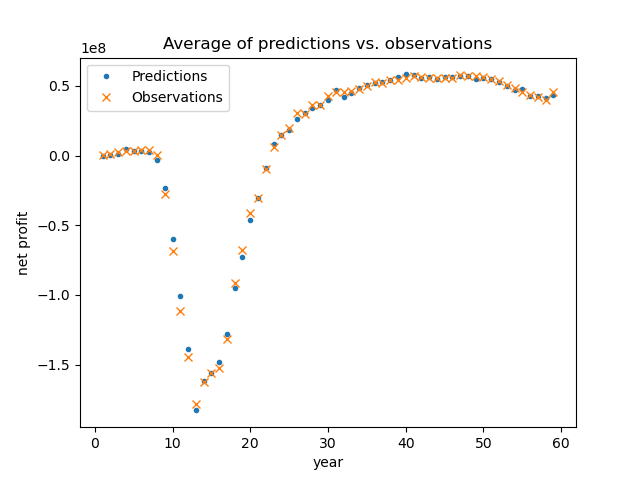 Average of predictions vs. observations
1e8
Predictions
Observations
0.5
0.0
−0.5
−1.0
−1.5
net profit
0 10 20 30 40 50 60
year